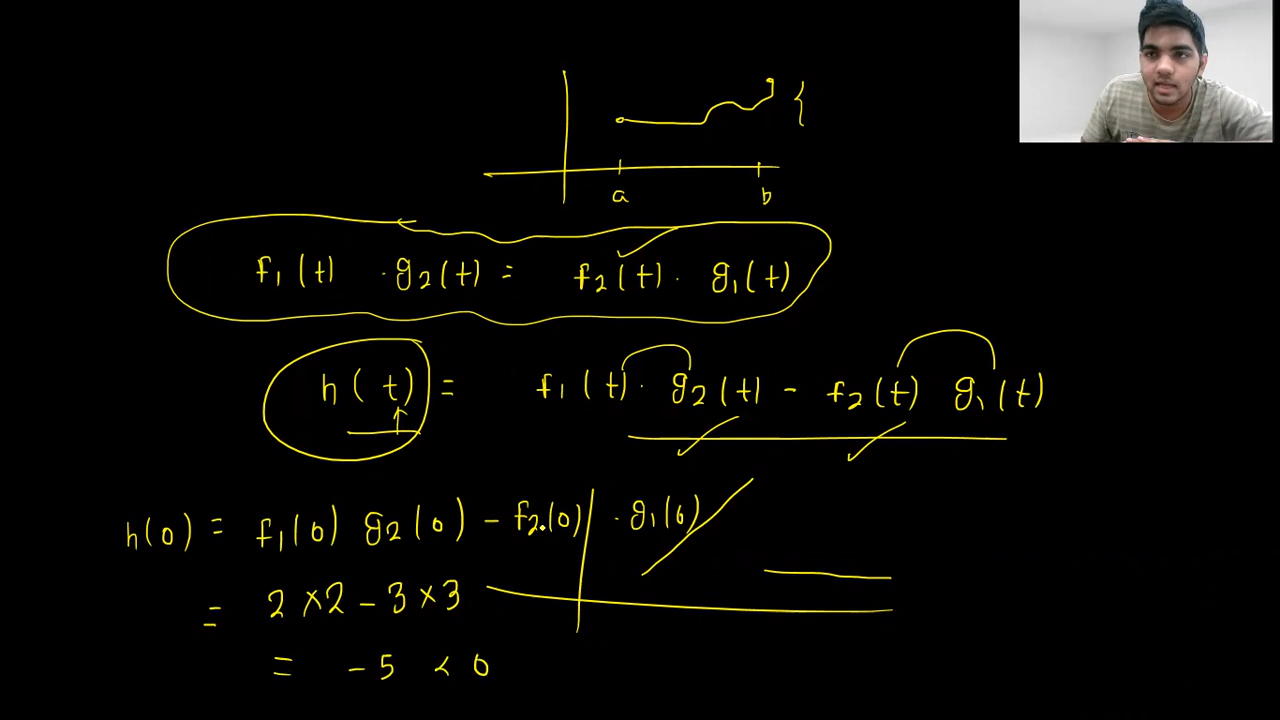 a b
f₁(t) · g₂(t) = f₂(t) · g₁(t)
h(t) = f₁(t) · g₂(t) - f₂(t) g₁(t)
h(0) = f₁(0) g₂(0) - f₂.(0) · g₁(0)
= 2 × 2 - 3 × 3
= -5 < 0